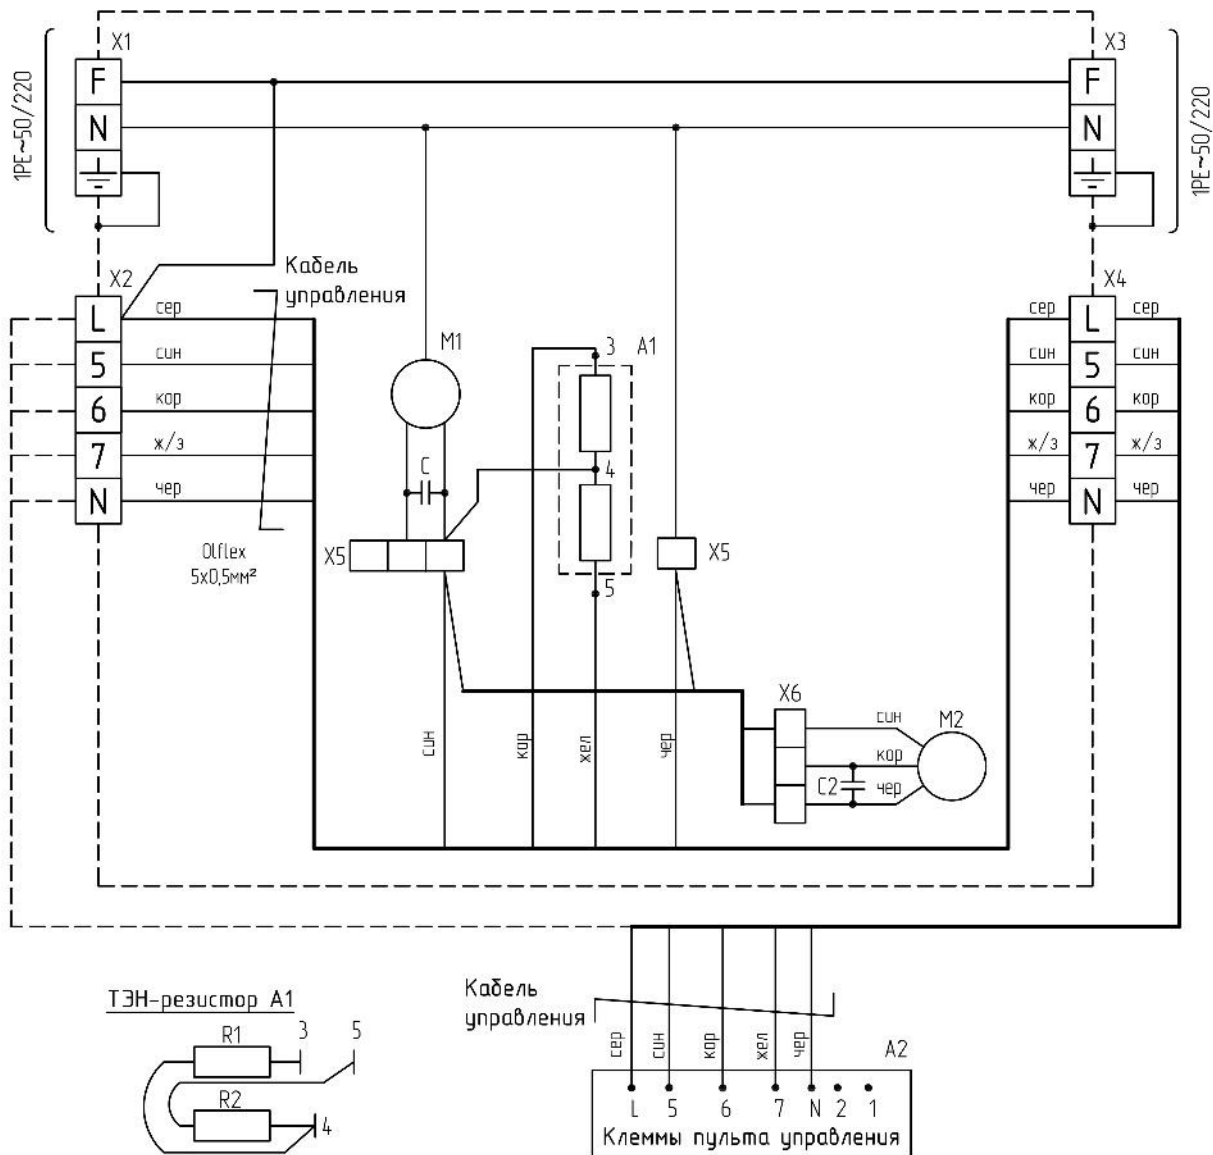 X1
X3
1PE~50/220
F
N
F
N
1PE~50/220
X2
Кабель
управления
X4
L
5
6
7
N
сер
син
кор
ж/з
чер
M1
3
A1
4
5
C
X5
X5
Olflex
5x0,5мм²
сер
син
кор
ж/з
чер
L
5
6
7
N
сер
син
кор
ж/з
чер
син
кор
жел
чер
X6
син
кор
чер
C2
M2
ТЭН-резистор A1
R1
3
5
R2
4
Кабель
управления
сер
син
кор
жел
чер
A2
L 5 6 7 N 2 1
Клеммы пульта управления